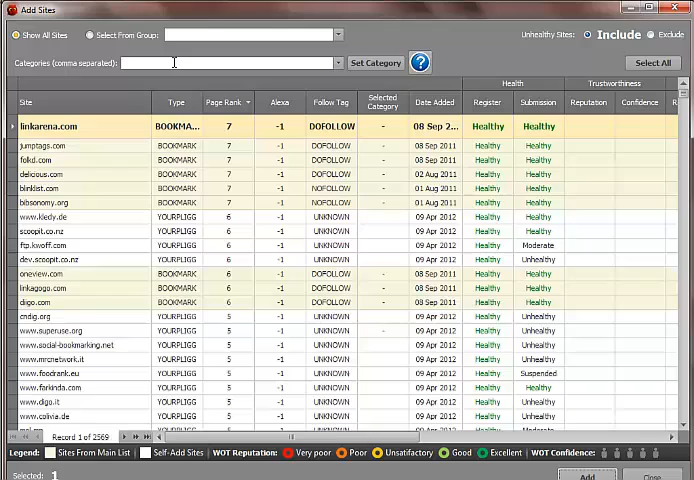 Add Sites
Show All Sites Select From Group: Unhealthy Sites: Include Exclude
Categories (comma separated): Set Category ? Select All
Health Trustworthiness
Site Type Page Rank Alexa Follow Tag Selected Category Date Added Register Submission Reputation Confidence R
linkarena.com BOOKMA... 7 -1 DOFOLLOW - 08 Sep 2... Healthy Healthy
jumptags.com BOOKMARK 7 -1 DOFOLLOW - 08 Sep 2011 Healthy Healthy
folkd.com BOOKMARK 7 -1 DOFOLLOW - 08 Sep 2011 Healthy Healthy
delicious.com BOOKMARK 7 -1 DOFOLLOW - 02 Aug 2011 Healthy Healthy
blinklist.com BOOKMARK 7 -1 NOFOLLOW - 01 Aug 2011 Healthy Healthy
bibsonomy.org BOOKMARK 7 -1 NOFOLLOW - 01 Aug 2011 Healthy Healthy
www.kledy.de YOURPLIGG 6 -1 UNKNOWN 09 Apr 2012 Healthy Healthy
scoopit.co.nz YOURPLIGG 6 -1 UNKNOWN 09 Apr 2012 Healthy Healthy
ftp.kwoff.com YOURPLIGG 6 -1 UNKNOWN 09 Apr 2012 Healthy Moderate
dev.scoopit.co.nz YOURPLIGG 6 -1 UNKNOWN 09 Apr 2012 Healthy Unhealthy
oneview.com BOOKMARK 6 -1 DOFOLLOW - 08 Sep 2011 Healthy Healthy
linkagogo.com BOOKMARK 6 -1 DOFOLLOW - 08 Sep 2011 Healthy Healthy
diigo.com BOOKMARK 6 -1 DOFOLLOW - 08 Sep 2011 Healthy Healthy
cndig.org YOURPLIGG 5 -1 UNKNOWN 09 Apr 2012 Healthy Unhealthy
www.superuse.org YOURPLIGG 5 -1 UNKNOWN - 09 Apr 2012 Healthy Unhealthy
www.social-bookmarking.net YOURPLIGG 5 -1 UNKNOWN 09 Apr 2012 Healthy Unhealthy
www.mrcnetwork.it YOURPLIGG 5 -1 UNKNOWN 09 Apr 2012 Healthy Unhealthy
www.foodrank.eu YOURPLIGG 5 -1 UNKNOWN 09 Apr 2012 Healthy Suspended
www.farkinda.com YOURPLIGG 5 -1 UNKNOWN 09 Apr 2012 Healthy Healthy
www.digo.it YOURPLIGG 5 -1 UNKNOWN 09 Apr 2012 Healthy Unhealthy
www.colivia.de YOURPLIGG 5 -1 UNKNOWN 09 Apr 2012 Healthy Unhealthy
Record 1 of 2569
Legend: Sites From Main List Self-Add Sites WOT Reputation: Very poor Poor Unsatisfactory Good Excellent WOT Confidence:
Selected: 1 Add Close